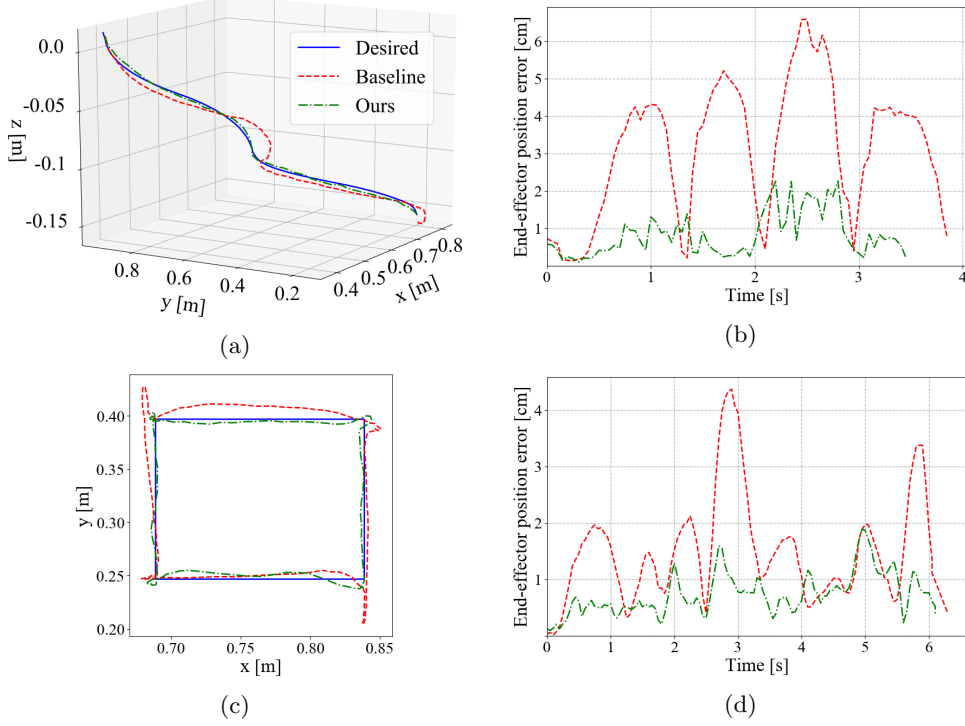 0.0
-0.05
-0.1
-0.15
z [m]
0.8
0.6
0.4
0.2
y [m]
0.4
0.5
0.6
0.7
0.8
x [m]
Desired
Baseline
Ours
(a)
End-effector position error [cm]
6
5
4
3
2
1
0
1
2
3
4
Time [s]
(b)
y [m]
0.40
0.35
0.30
0.25
0.20
0.70
0.75
0.80
0.85
x [m]
(c)
End-effector position error [cm]
4
3
2
1
0
1
2
3
4
5
6
Time [s]
(d)